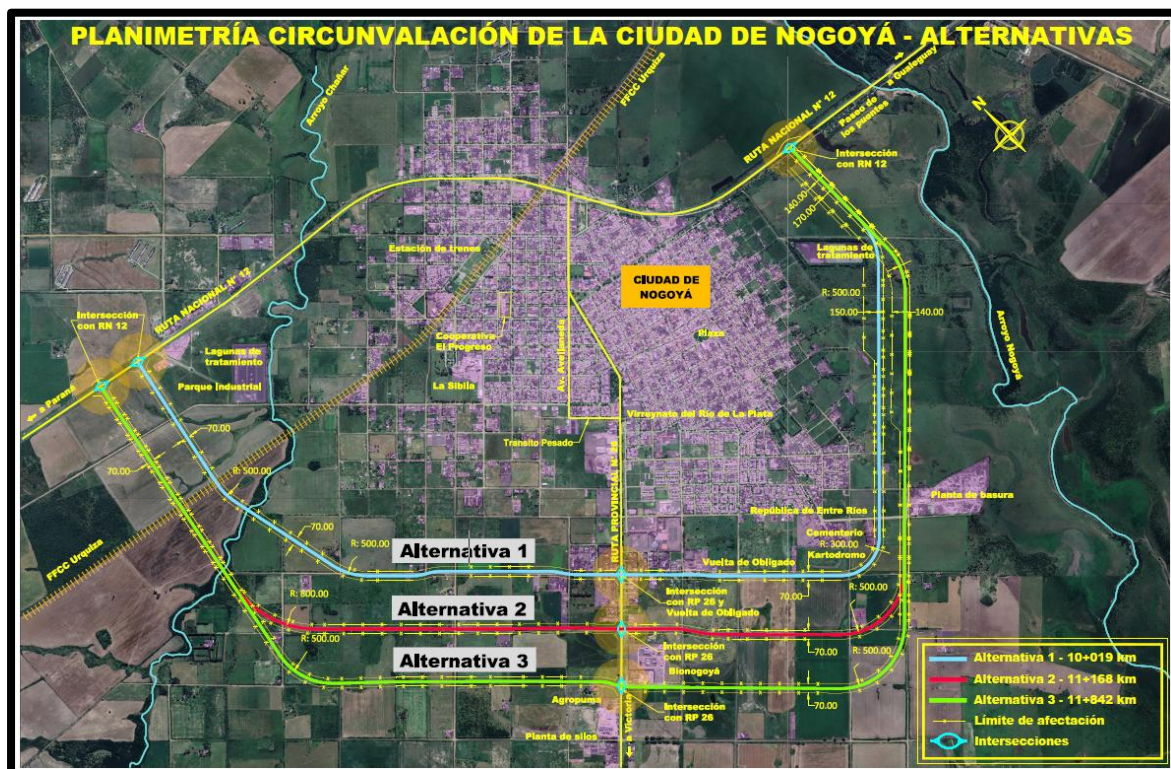 PLANIMETRÍA CIRCUNVALACIÓN DE LA CIUDAD DE NOGOYÁ - ALTERNATIVAS
Arroyo Chañar
FFCC Urquiza
a Gualeguay
RUTA NACIONAL N° 12
Paseo de
los puentes
N
Intersección
con RN 12
140.00
170.00
Estación de trenes
CIUDAD DE
NOGOYÁ
Lagunas de
tratamiento
R: 500.00
150.00
140.00
RUTA NACIONAL N° 12
Intersección
con RN 12
Arroyo Nogoyá
Plaza
Cooperativa
El Progreso
Av. Avellaneda
Lagunas de
tratamiento
Parque Industrial
La Sibila
a Paraná
Virreynato del Río de La Plata
Transito Pesado
70.00
70.00
R: 500.00
RUTA PROVINCIAL N° 26
Planta de basura
República de Entre Ríos
70.00
Cementerio
Kartodromo
R: 300.00
R: 500.00
Alternativa 1
Vuelta de Obligado
FFCC Urquiza
R: 800.00
Intersección
con RP 26 y
Vuelta de Obligado
70.00
R: 500.00
Alternativa 2
R: 500.00
Intersección
con RP 26
70.00
R: 500.00
Alternativa 3
Bionogoyá
Agropuma
Intersección
con RP 26
70.00
a Victoria
Planta de silos
Alternativa 1 - 10+019 km
Alternativa 2 - 11+168 km
Alternativa 3 - 11+842 km
Límite de afectación
Intersecciones